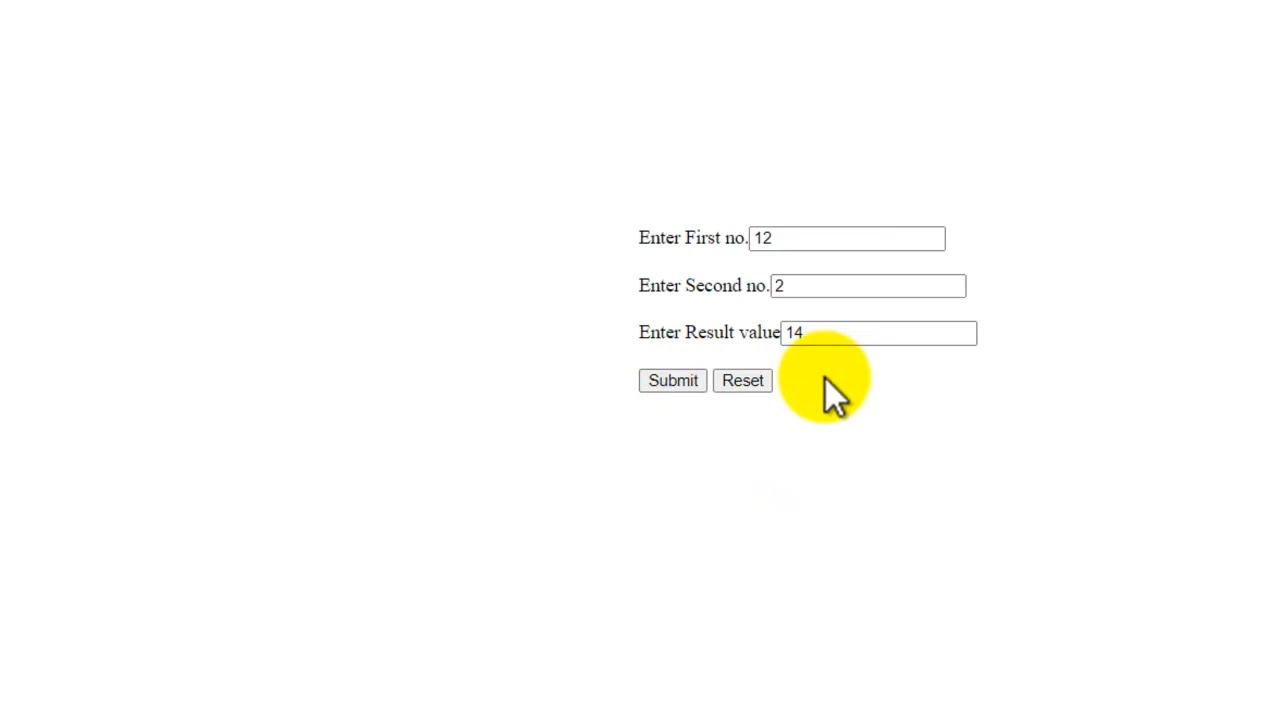 Enter First no. 12
Enter Second no. 2
Enter Result value 14
Submit Reset